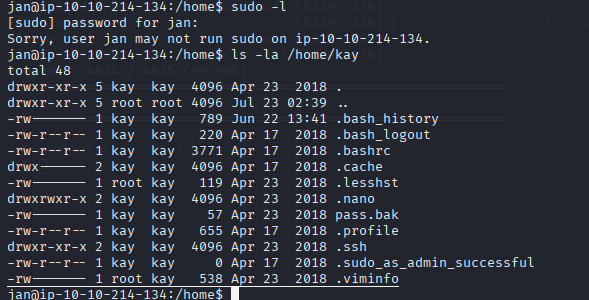 jan@ip-10-10-214-134:/home$ sudo -l
[sudo] password for jan:
Sorry, user jan may not run sudo on ip-10-10-214-134.
jan@ip-10-10-214-134:/home$ ls -la /home/kay
total 48
drwxr-xr-x 5 kay  kay  4096 Apr 23  2018 .
drwxr-xr-x 5 root root 4096 Jul 23 02:39 ..
-rw------- 1 kay  kay   789 Jun 22 13:41 .bash_history
-rw-r--r-- 1 kay  kay   220 Apr 17  2018 .bash_logout
-rw-r--r-- 1 kay  kay  3771 Apr 17  2018 .bashrc
drwx------ 2 kay  kay  4096 Apr 17  2018 .cache
-rw------- 1 root kay   119 Apr 23  2018 .lesshst
drwxrwxr-x 2 kay  kay  4096 Apr 23  2018 .nano
-rw------- 1 kay  kay    57 Apr 23  2018 pass.bak
-rw-r--r-- 1 kay  kay   655 Apr 17  2018 .profile
drwxr-xr-x 2 kay  kay  4096 Apr 23  2018 .ssh
-rw-r--r-- 1 kay  kay     0 Apr 17  2018 .sudo_as_admin_successful
-rw------- 1 root kay   538 Apr 23  2018 .viminfo
jan@ip-10-10-214-134:/home$